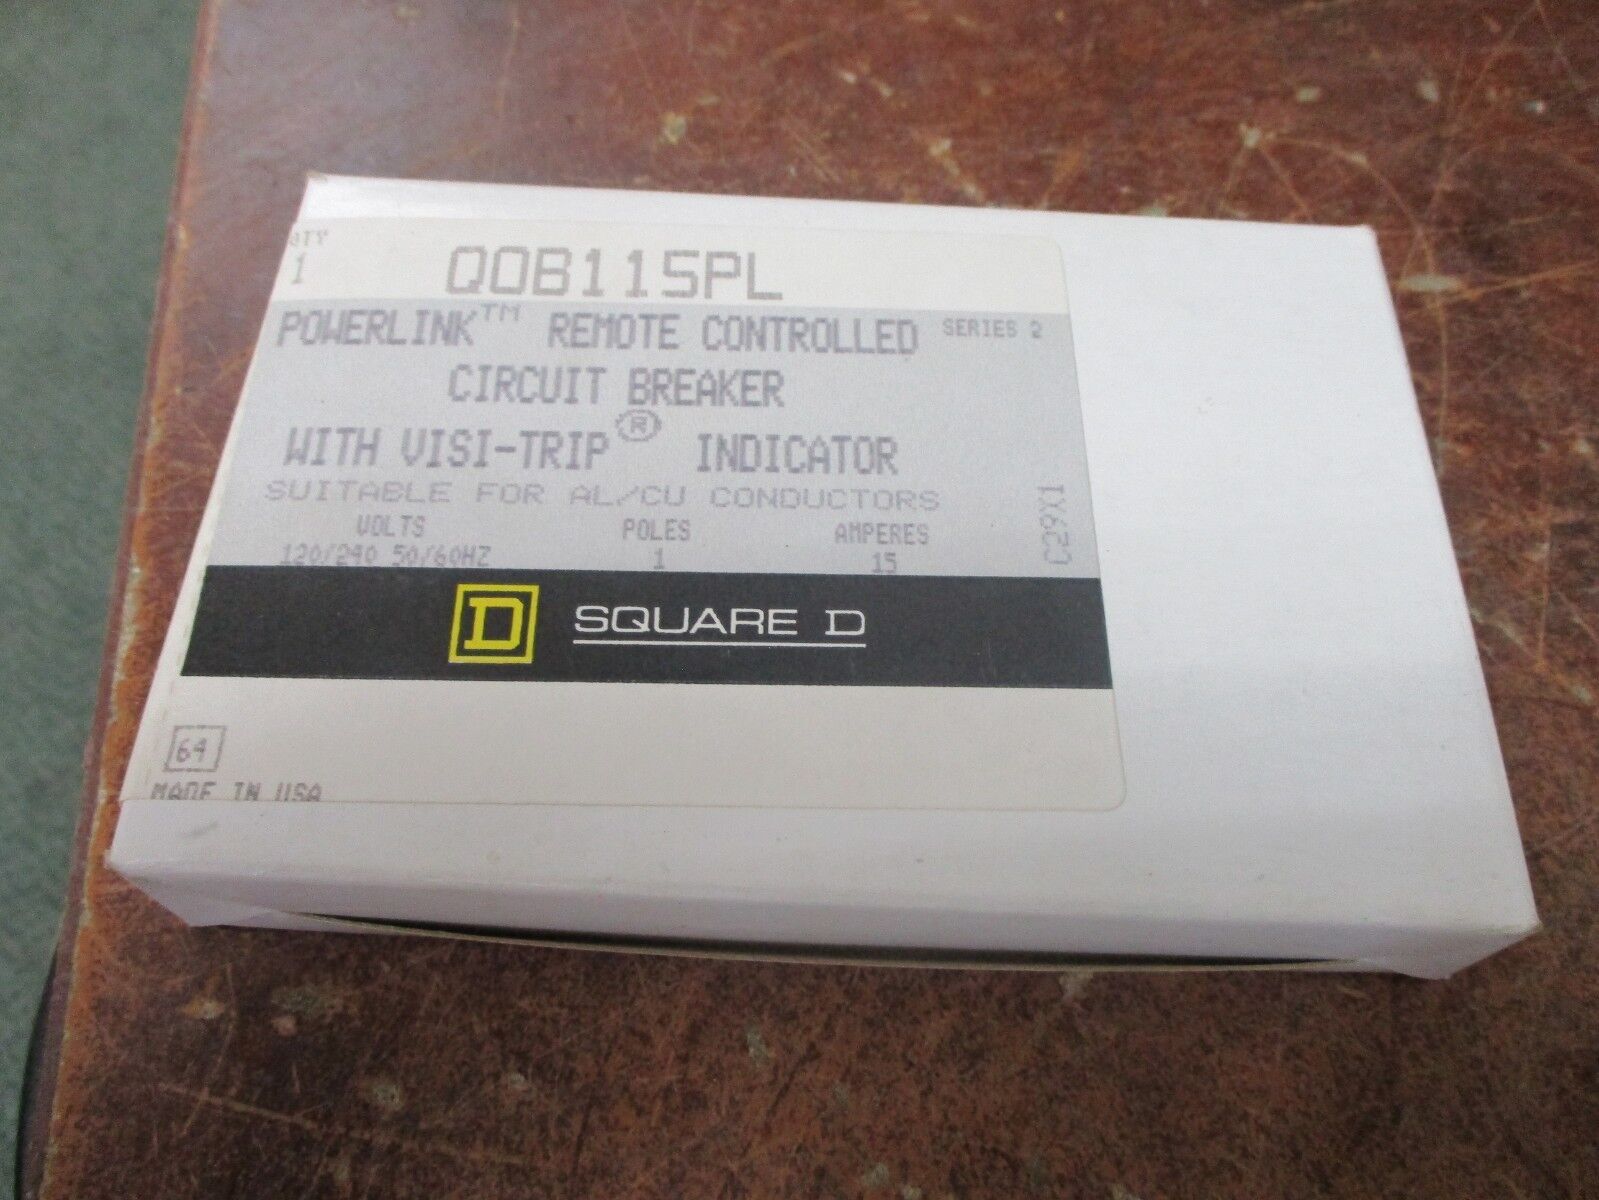 QTY
1
QOB115PL
POWERLINK™ REMOTE CONTROLLED SERIES 2
CIRCUIT BREAKER
WITH VISI-TRIP® INDICATOR
SUITABLE FOR AL/CU CONDUCTORS
VOLTS POLES AMPERES
120/240 50/60HZ 1 15
C29X1
D SQUARE D
64
MADE IN USA